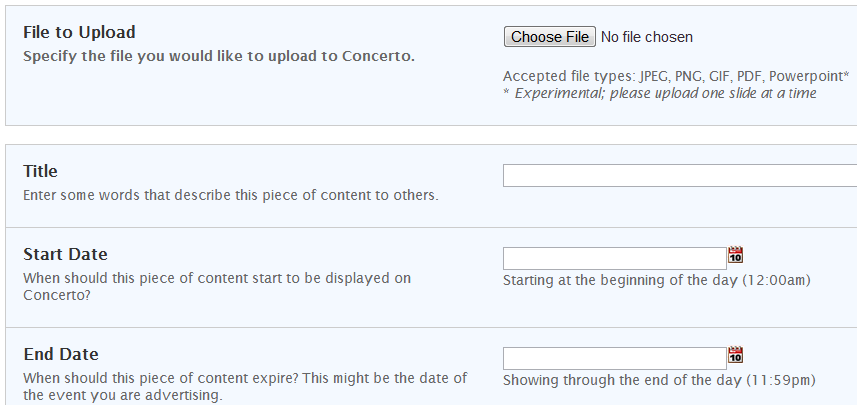 File to Upload
Specify the file you would like to upload to Concerto.
Choose File No file chosen
Accepted file types: JPEG, PNG, GIF, PDF, Powerpoint*
* Experimental; please upload one slide at a time
Title
Enter some words that describe this piece of content to others.
Start Date
When should this piece of content start to be displayed on
Concerto?
10
Starting at the beginning of the day (12:00am)
End Date
When should this piece of content expire? This might be the date of
the event you are advertising.
10
Showing through the end of the day (11:59pm)